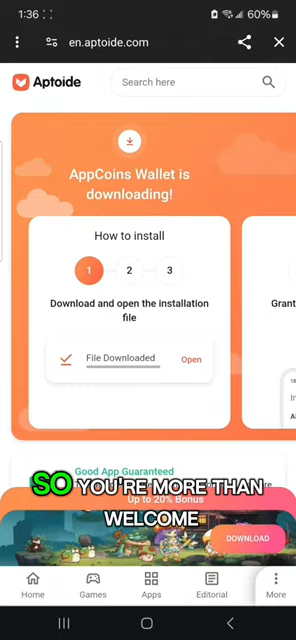 1:36
60%
en.aptoide.com
Aptoide
Search here
AppCoins Wallet is
downloading!
How to install
1 2 3
Download and open the installation
file
File Downloaded
Open
Grant
Good App Guaranteed
SO YOU'RE MORE THAN
WELCOME
Up to 20% Bonus
DOWNLOAD
Home
Games
Apps
Editorial
More